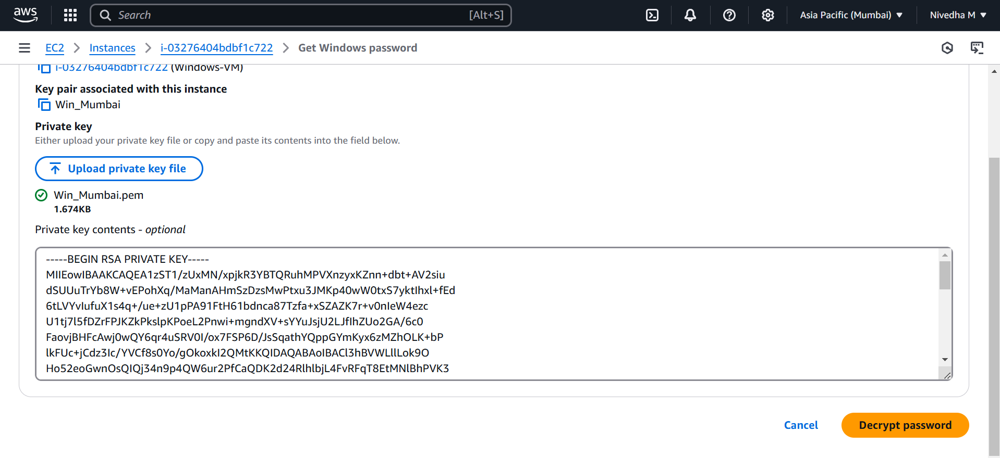 aws
Search [Alt+S]
Asia Pacific (Mumbai)
Nivedha M
EC2 > Instances > i-03276404bdbf1c722 > Get Windows password
i-03276404bdbf1c722 (Windows-VM)
Key pair associated with this instance
Win_Mumbai
Private key
Either upload your private key file or copy and paste its contents into the field below.
Upload private key file
Win_Mumbai.pem
1.674KB
Private key contents - optional
-----BEGIN RSA PRIVATE KEY-----
MIIEowIBAAKCAQEA1zST1/zUxMN/xpjkR3YBTQRuhMPVXnzyxKZnn+dbt+AV2siu
dSUUuTrYb8W+vEPohXq/MaManAHmSzDzsMwPtxu3JMKp40wW0txS7yktIhxl+fEd
6tLVYvIufuX1s4q+/ue+zU1pPA91FtH61bdnca87Tzfa+xSZAZK7r+v0nIeW4ezc
U1tj7l5fDZrFPJKZkPkslpKPoeL2Pnwi+mgndXV+sYYuJsjU2LJfIhZUo2GA/6c0
FaovjBHFcAwj0wQY6qr4uSRV0I/ox7FSP6D/JsSqathYQppGYmKyx6zMZhOLK+bP
lkFUc+jCdz3Ic/YVCf8s0Yo/gOkoxkI2QMtKKQIDAQABAoIBACl3hBVWLllLok9O
Ho52eoGwnOsQIQj34n9p4QW6ur2PfCaQDK2d24RlhlbjL4FvRFqT8EtMNlBhPVK3
Cancel
Decrypt password